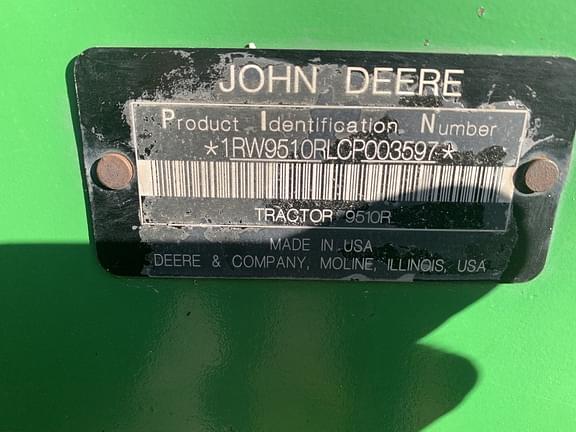 JOHN DEERE
Product Identification Number
*1RW9510RLCP003597*
TRACTOR 9510R
MADE IN USA
DEERE & COMPANY, MOLINE, ILLINOIS, USA